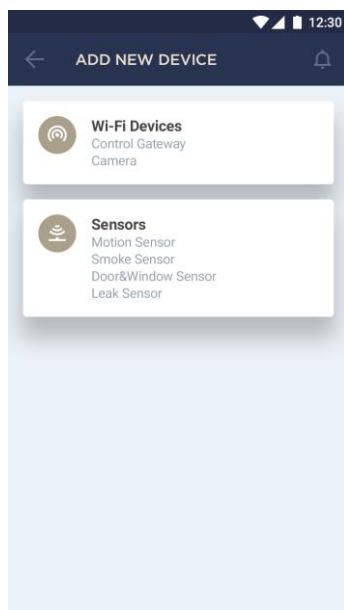 12:30
ADD NEW DEVICE
Wi-Fi Devices
Control Gateway
Camera
Sensors
Motion Sensor
Smoke Sensor
Door&Window Sensor
Leak Sensor